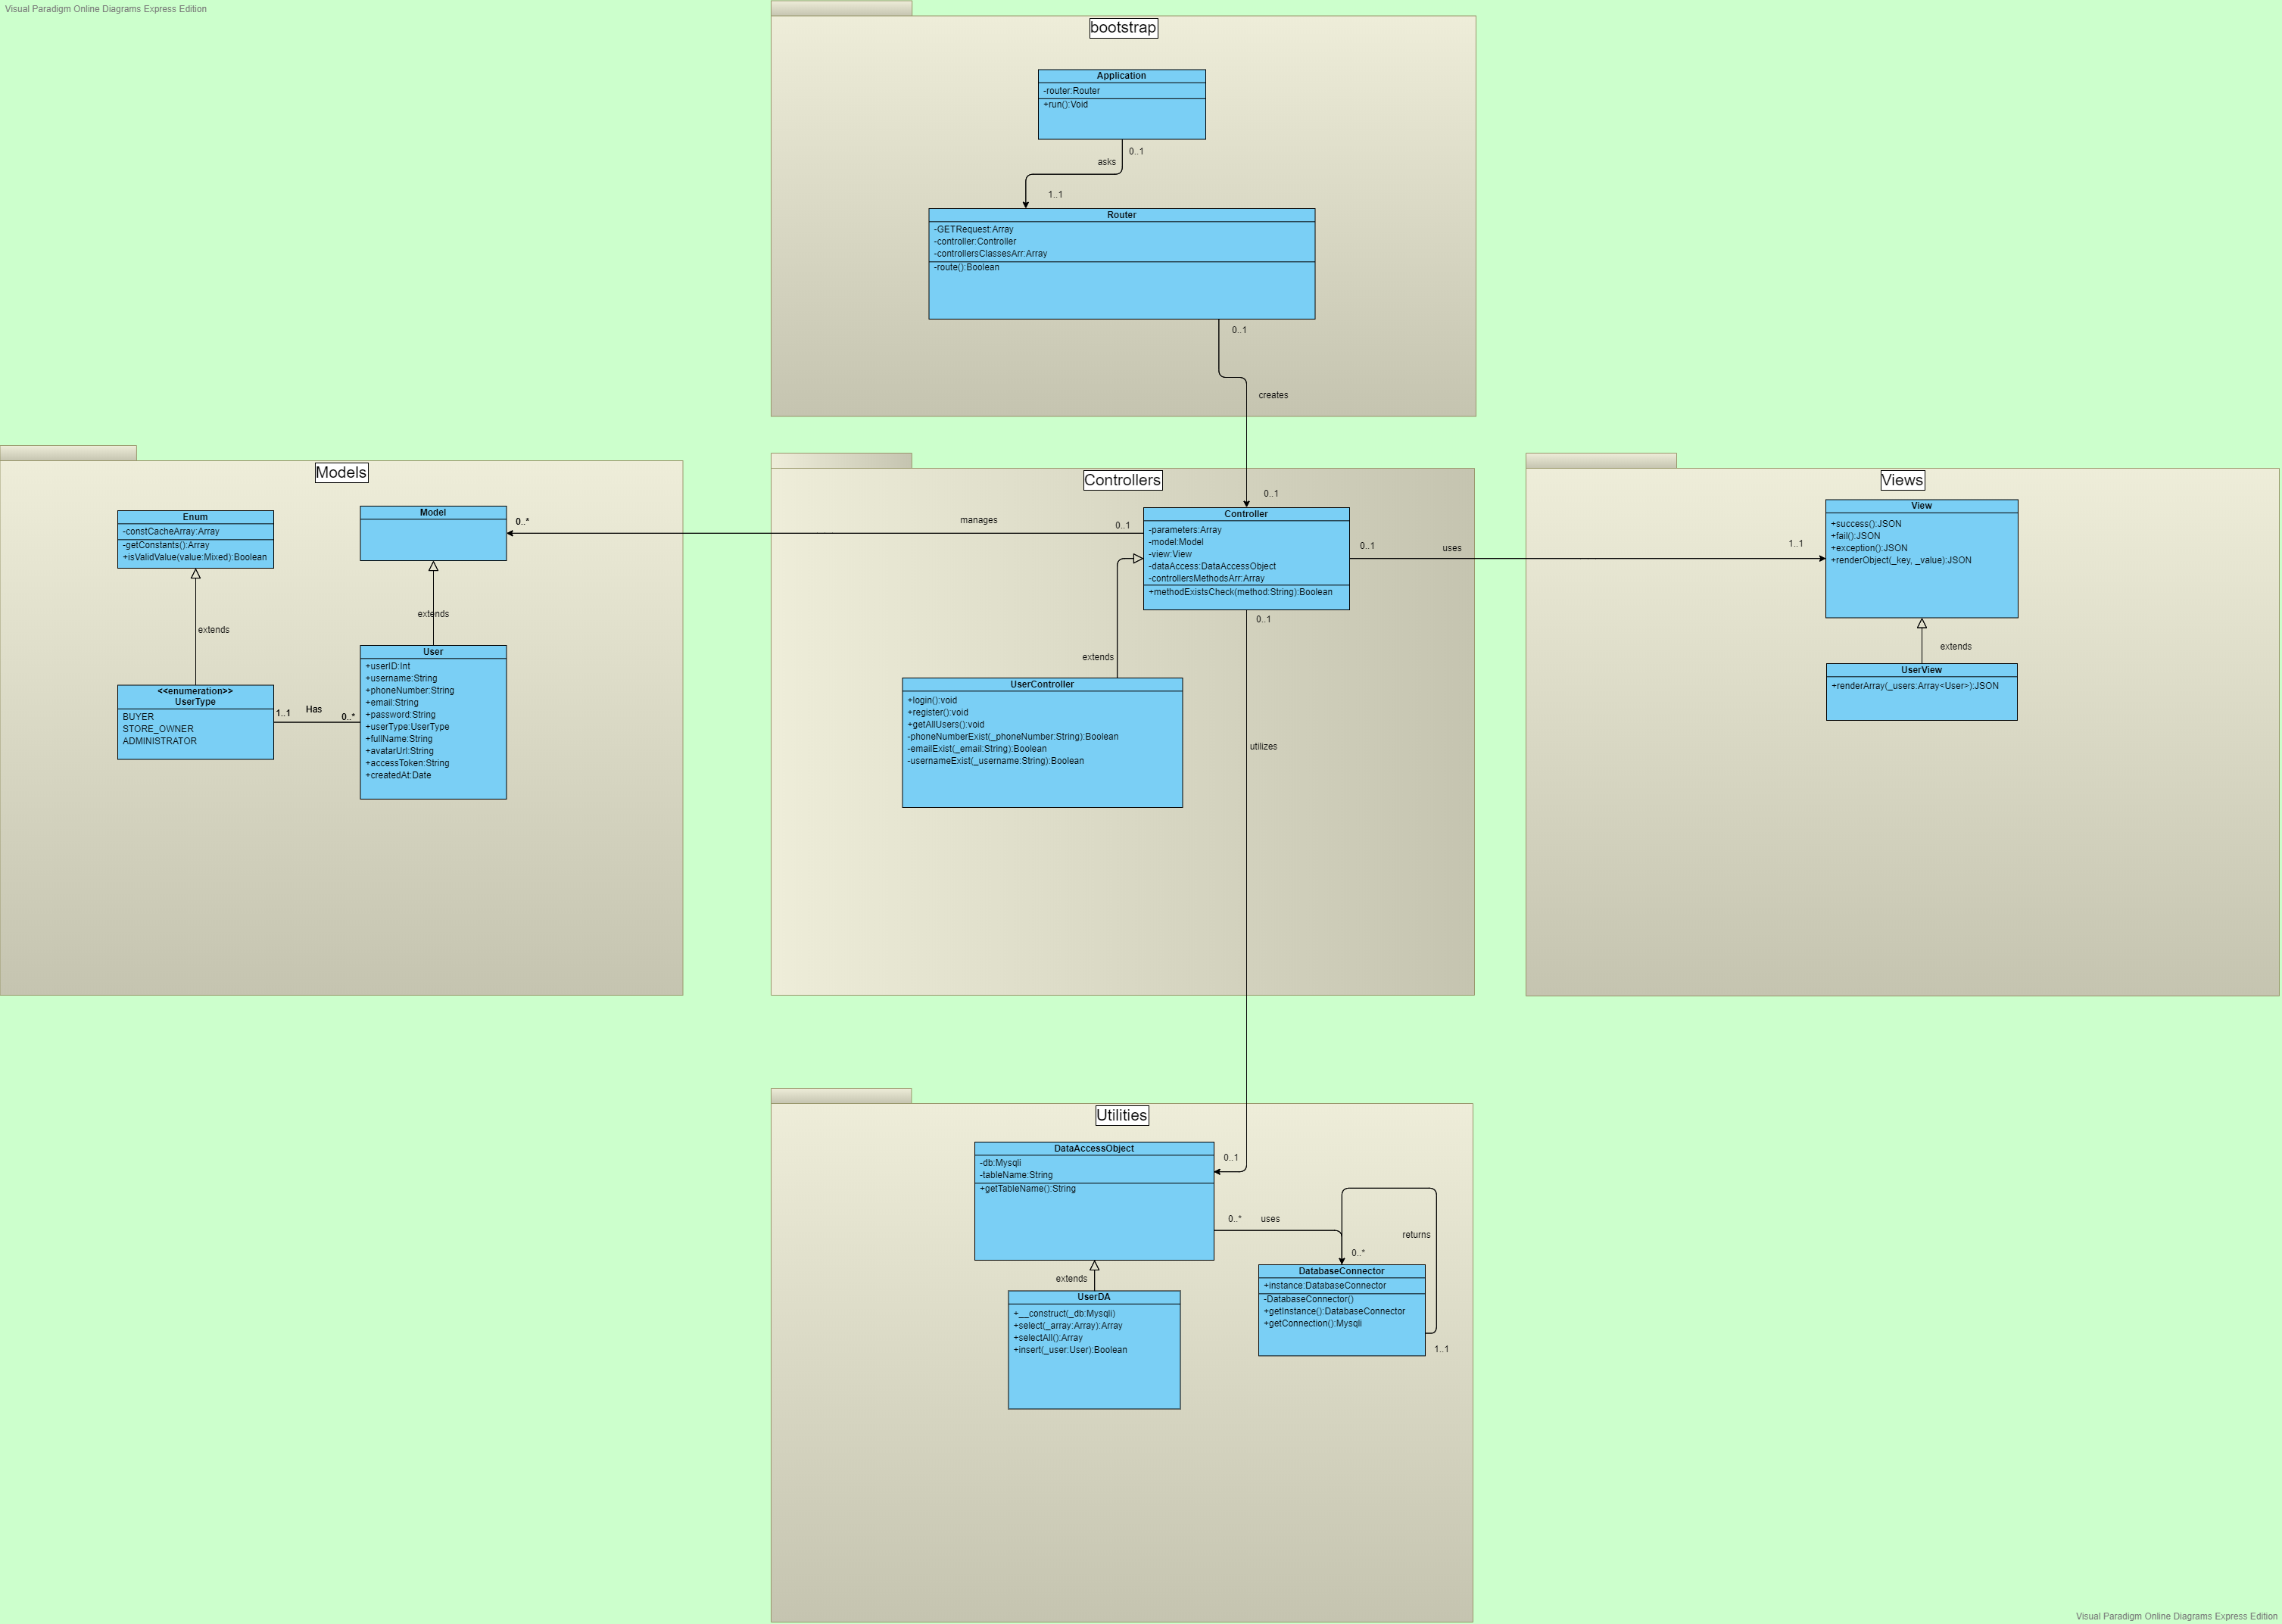 Visual Paradigm Online Diagrams Express Edition
bootstrap
Application
-router:Router
+run():Void
0..1
asks
1..1
Router
-GETRequest:Array
-controller:Controller
-controllersClassesArr:Array
-route():Boolean
0..1
creates
Models
Enum
-constCacheArray:Array
-getConstants():Array
+isValidValue(value:Mixed):Boolean
extends
<<enumeration>>
UserType
BUYER
STORE_OWNER
ADMINISTRATOR
1..1
Has
0..*
Model
0..*
extends
User
+userID:Int
+username:String
+phoneNumber:String
+email:String
+password:String
+userType:UserType
+fullName:String
+avatarUrl:String
+accessToken:String
+createdAt:Date
manages
Controllers
0..1
0..1
Controller
-parameters:Array
-model:Model
-view:View
-dataAccess:DataAccessObject
-controllersMethodsArr:Array
+methodExistsCheck(method:String):Boolean
0..1
extends
UserController
+login():void
+register():void
+getAllUsers():void
-phoneNumberExist(_phoneNumber:String):Boolean
-emailExist(_email:String):Boolean
-usernameExist(_username:String):Boolean
utilizes
0..1
uses
1..1
Views
View
+success():JSON
+fail():JSON
+exception():JSON
+renderObject(_key, _value):JSON
extends
UserView
+renderArray(_users:Array<User>):JSON
Utilities
DataAccessObject
-db:Mysqli
-tableName:String
+getTableName():String
0..1
0..*
uses
0..*
returns
extends
UserDA
+__construct(_db:Mysqli)
+select(_array:Array):Array
+selectAll():Array
+insert(_user:User):Boolean
DatabaseConnector
+instance:DatabaseConnector
-DatabaseConnector()
+getInstance():DatabaseConnector
+getConnection():Mysqli
1..1
Visual Paradigm Online Diagrams Express Edition